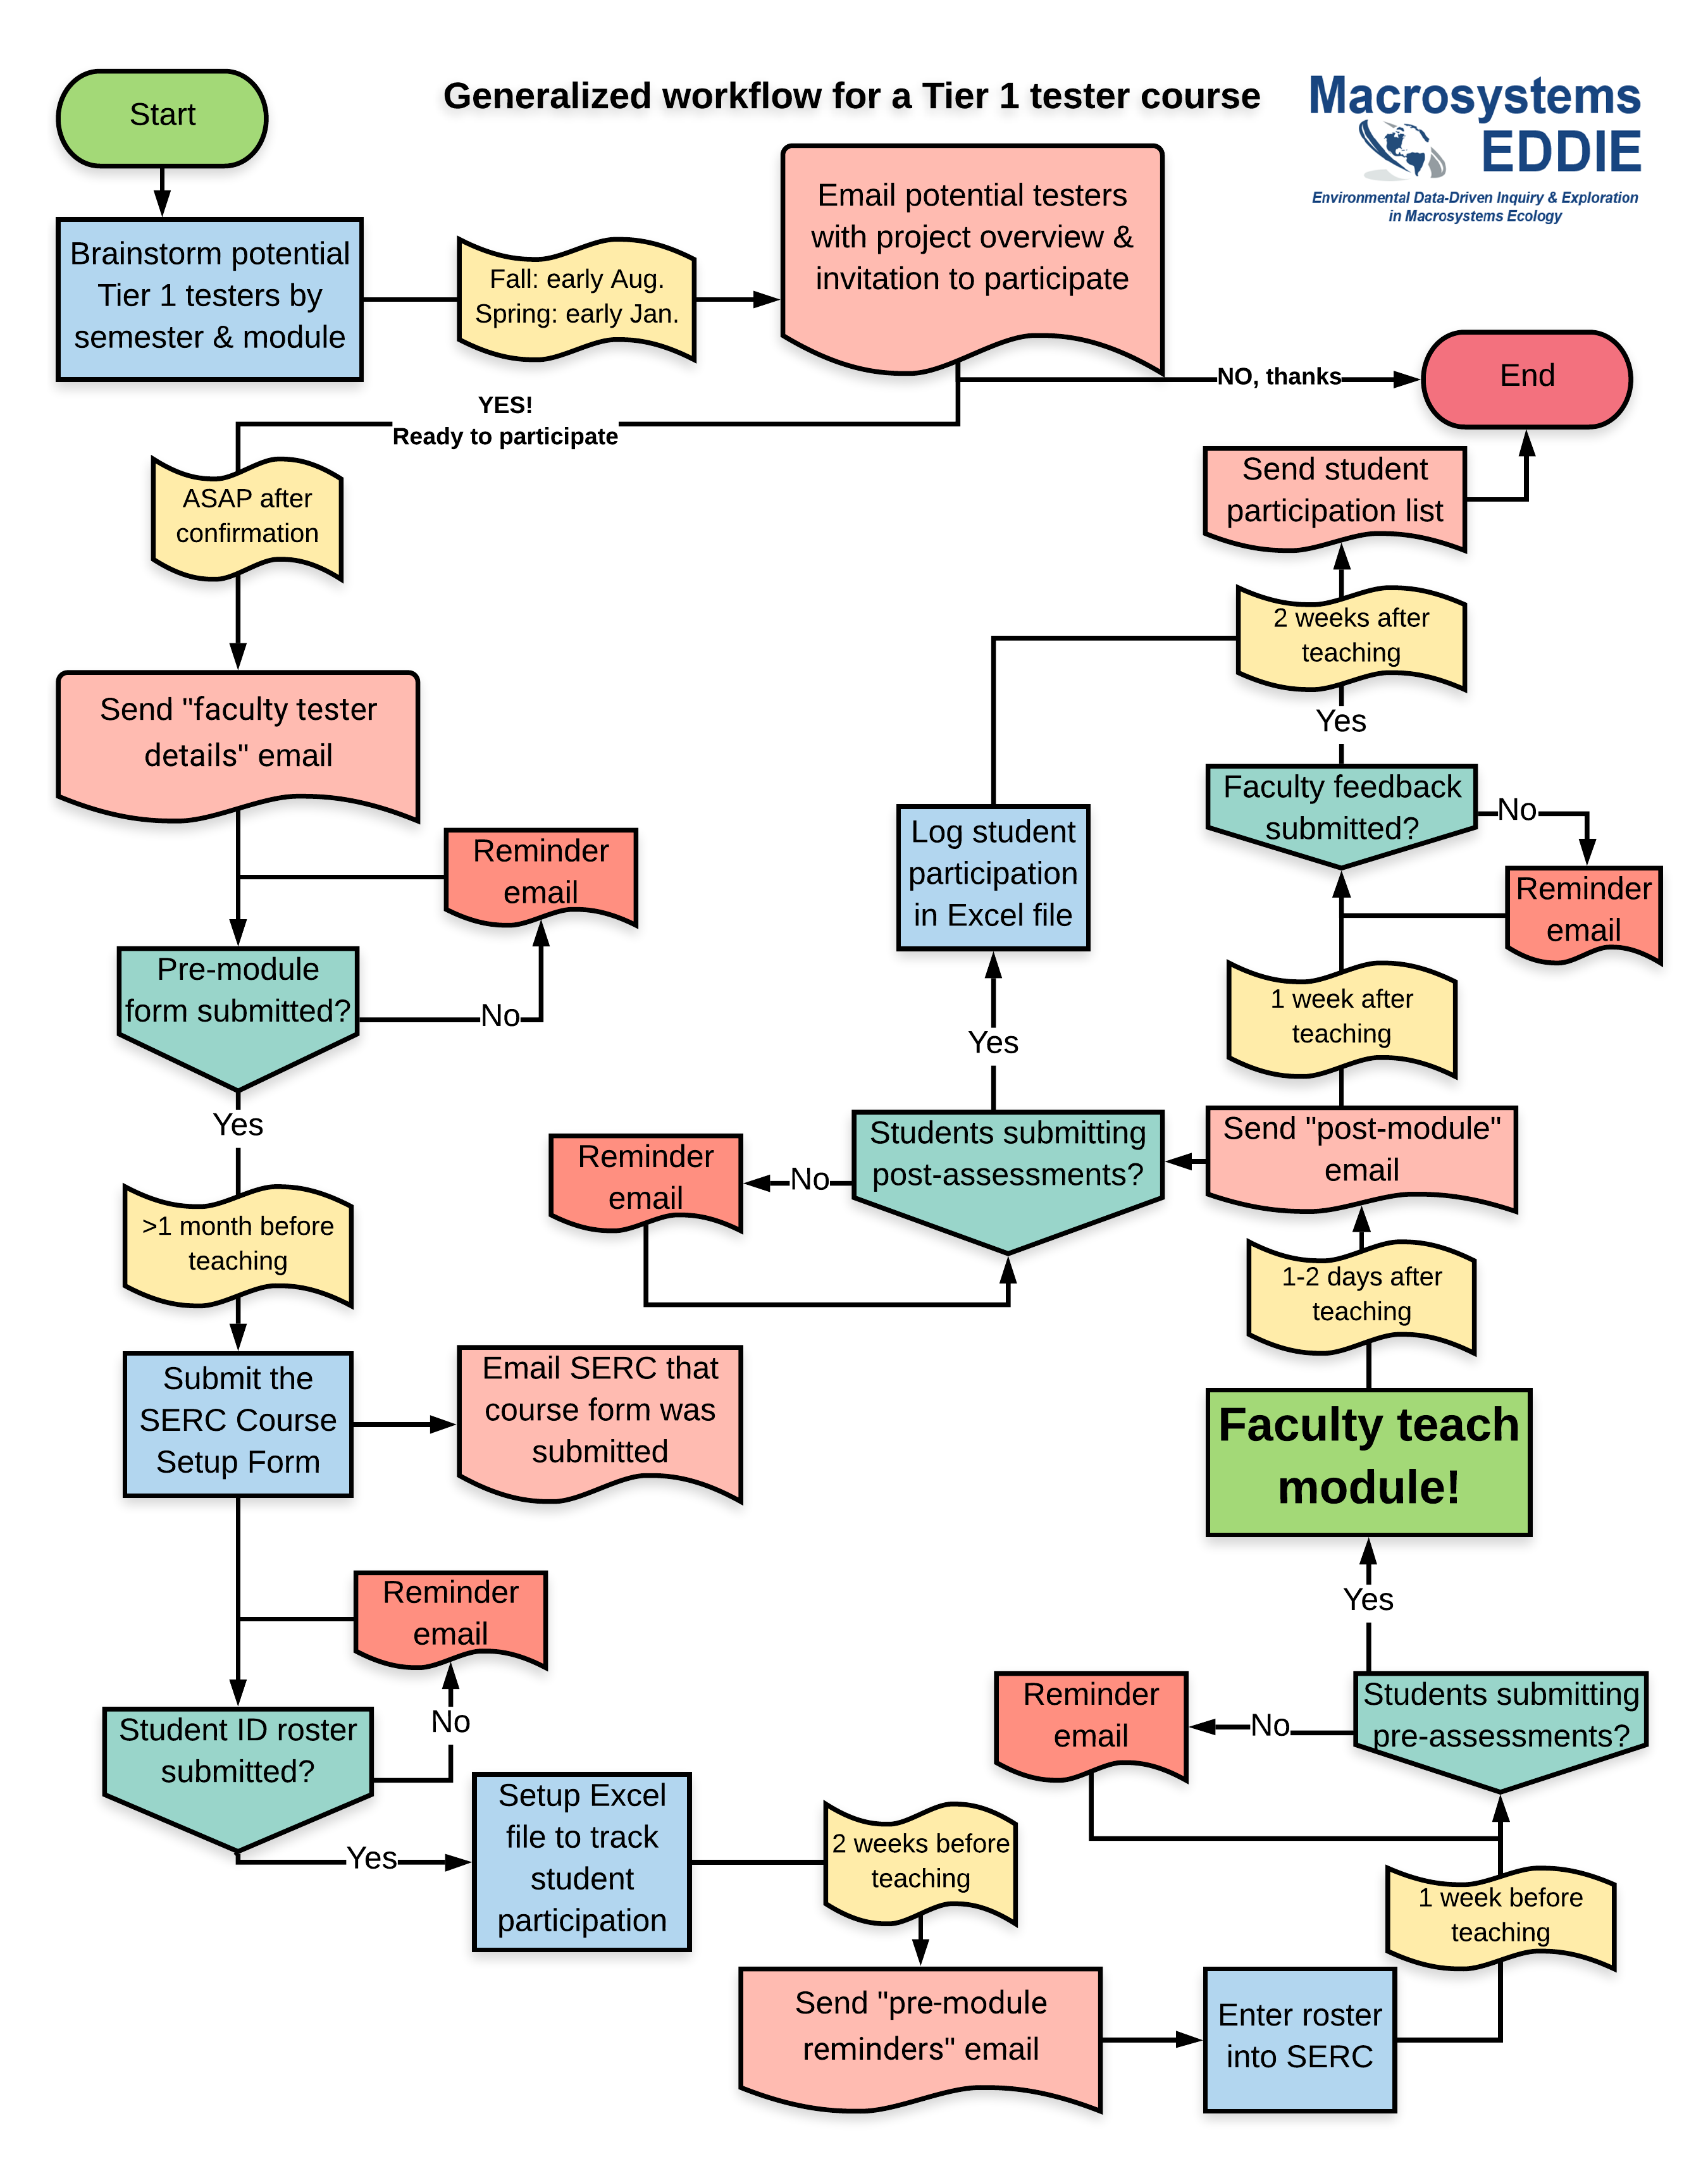 Start
Generalized workflow for a Tier 1 tester course
Macrosystems
EDDIE
Environmental Data-Driven Inquiry & Exploration
in Macrosystems Ecology
Brainstorm potential
Tier 1 testers by
semester & module
Fall: early Aug.
Spring: early Jan.
Email potential testers
with project overview &
invitation to participate
NO, thanks
End
YES!
Ready to participate
ASAP after
confirmation
Send "faculty tester
details" email
Reminder
email
Pre-module
form submitted?
No
Yes
>1 month before
teaching
Submit the
SERC Course
Setup Form
Email SERC that
course form was
submitted
Reminder
email
No
Student ID roster
submitted?
Yes
Setup Excel
file to track
student
participation
2 weeks before
teaching
Send "pre-module
reminders" email
Enter roster
into SERC
1 week before
teaching
Students submitting
pre-assessments?
No
Reminder
email
Yes
Faculty teach
module!
1-2 days after
teaching
Send "post-module"
email
Students submitting
post-assessments?
No
Reminder
email
Yes
Log student
participation
in Excel file
1 week after
teaching
Faculty feedback
submitted?
No
Reminder
email
Yes
2 weeks after
teaching
Send student
participation list